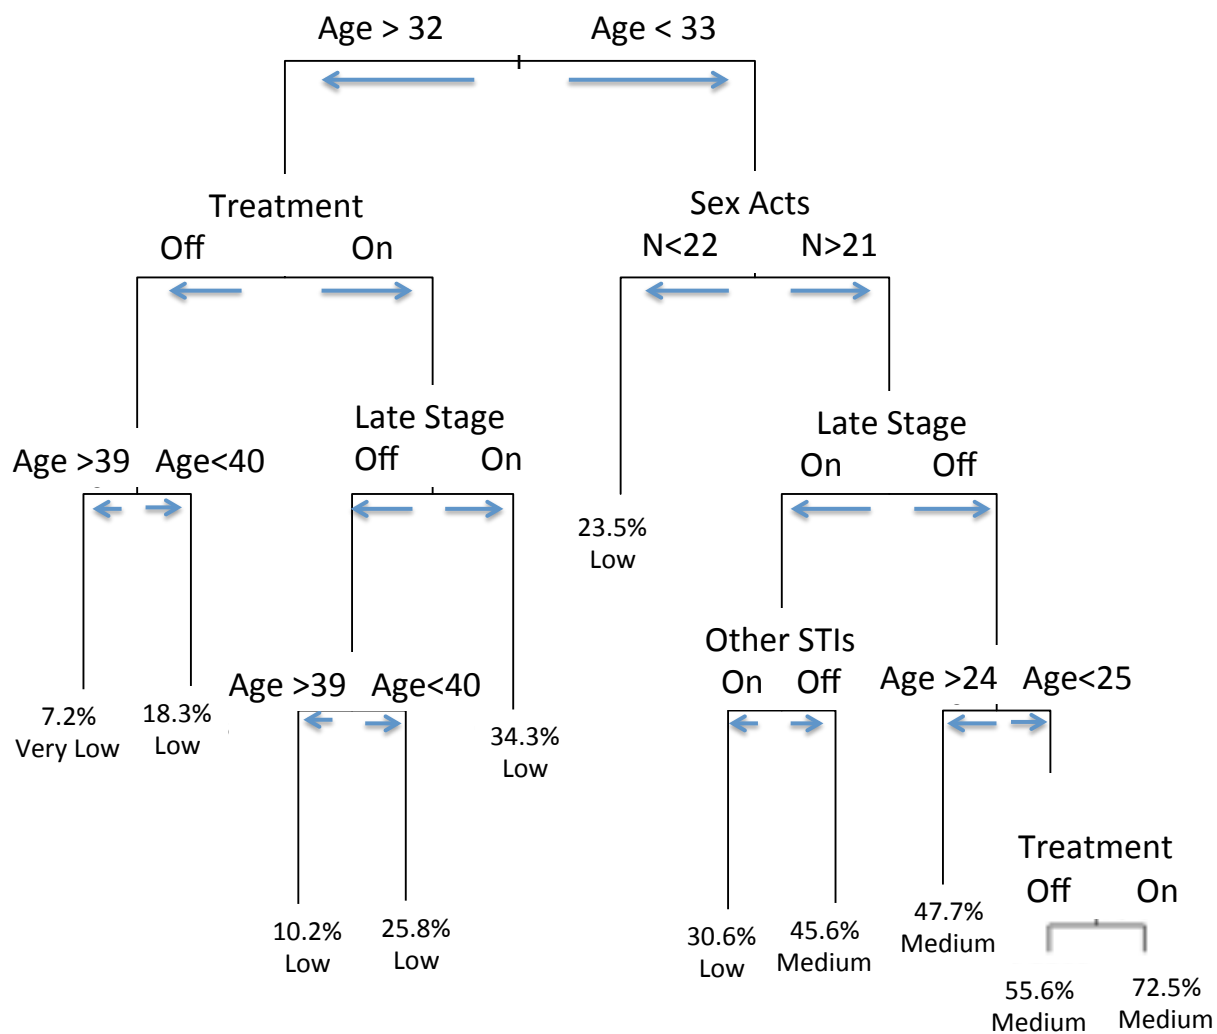 Age > 32 Age < 33
Treatment
Off On
Sex Acts
N<22 N>21
Age >39 Age<40
Late Stage
Off On
23.5%
Low
Late Stage
On Off
7.2%
Very Low
18.3%
Low
Age >39 Age<40
34.3%
Low
Other STIs
On Off
Age >24 Age<25
10.2%
Low
25.8%
Low
30.6%
Low
45.6%
Medium
47.7%
Medium
Treatment
Off On
55.6%
Medium
72.5%
Medium